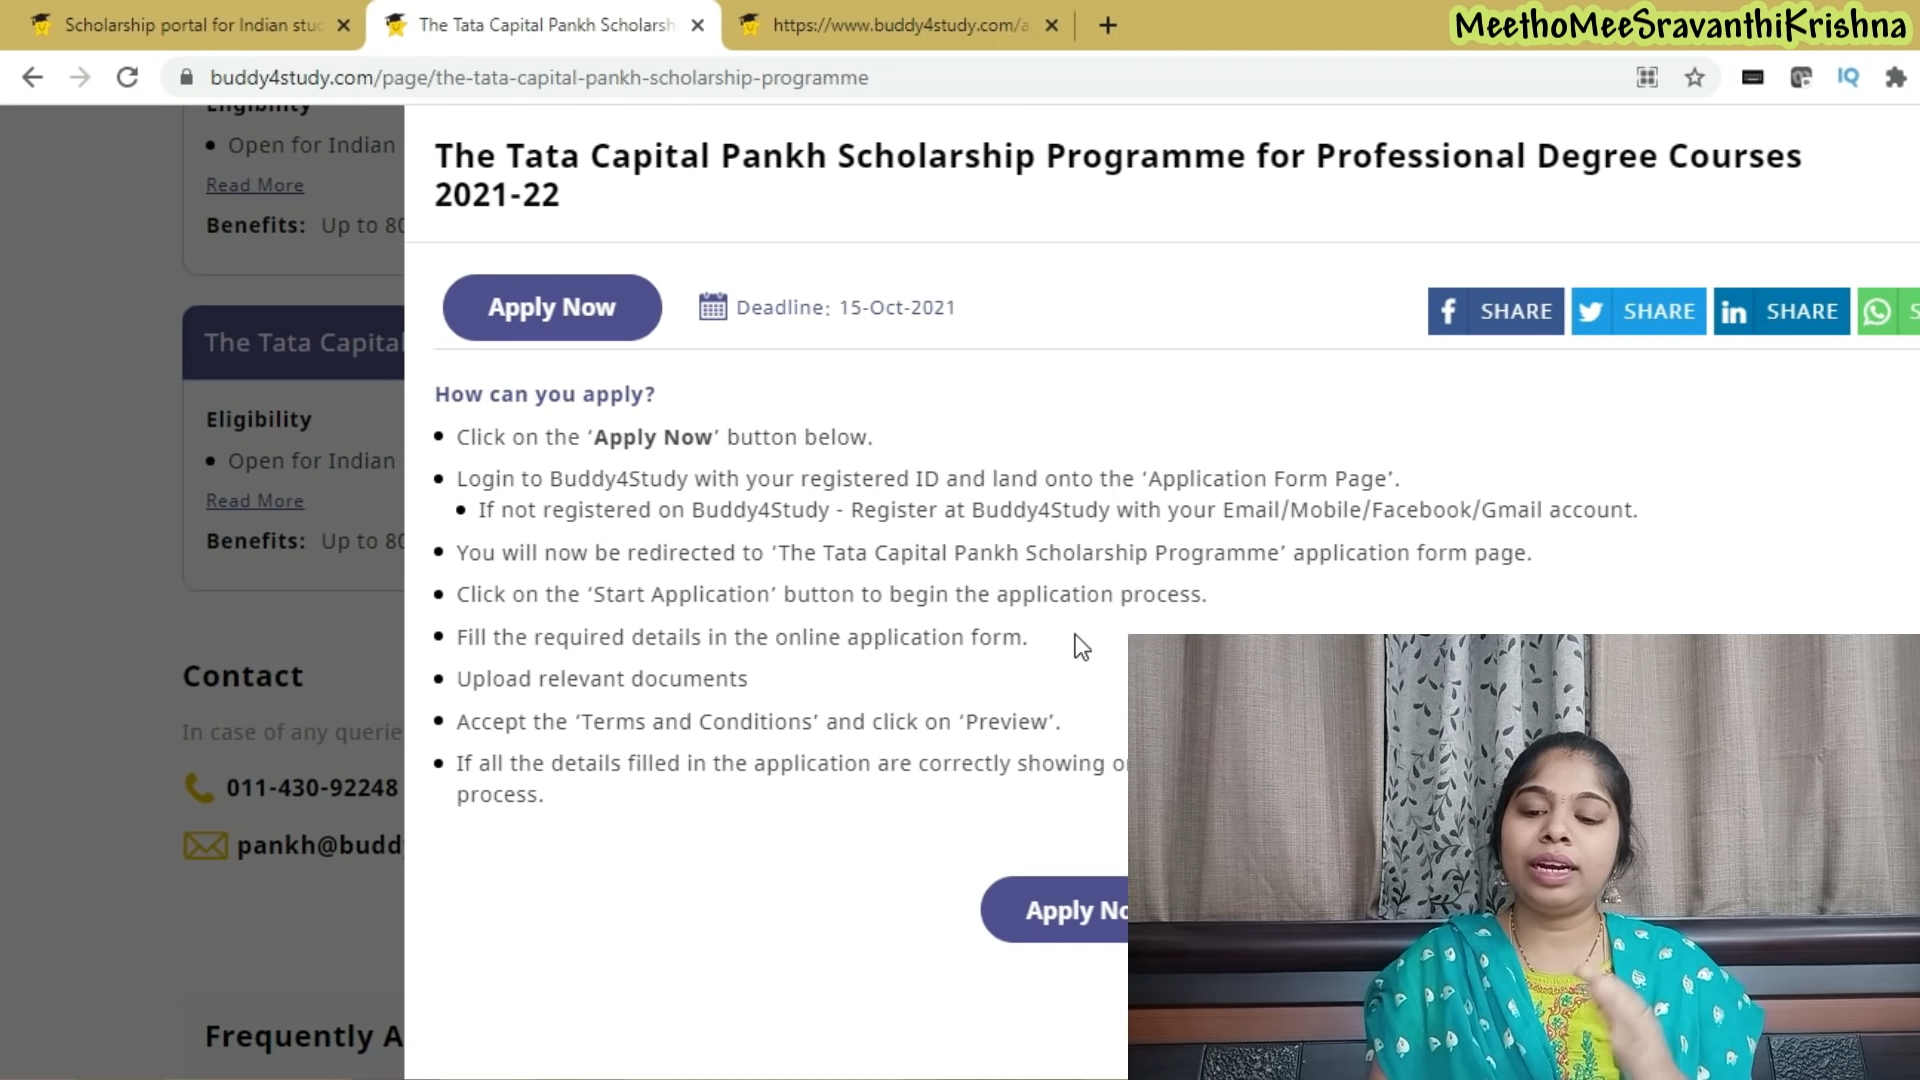 Scholarship portal for Indian stu
The Tata Capital Pankh Scholarsh
https://www.buddy4study.com/a
MeethoMeeSravanthiKrishna
buddy4study.com/page/the-tata-capital-pankh-scholarship-programme
IQ
Eligibility
Open for Indian
Read More
Benefits: Up to 80
The Tata Capital
Eligibility
Open for Indian
Read More
Benefits: Up to 80
Contact
In case of any querie
011-430-92248
pankh@budd
Frequently A
The Tata Capital Pankh Scholarship Programme for Professional Degree Courses
2021-22
Apply Now
Deadline: 15-Oct-2021
f SHARE
SHARE
in SHARE
S
How can you apply?
Click on the ‘Apply Now’ button below.
Login to Buddy4Study with your registered ID and land onto the ‘Application Form Page’.
If not registered on Buddy4Study - Register at Buddy4Study with your Email/Mobile/Facebook/Gmail account.
You will now be redirected to ‘The Tata Capital Pankh Scholarship Programme’ application form page.
Click on the ‘Start Application’ button to begin the application process.
Fill the required details in the online application form.
Upload relevant documents
Accept the ‘Terms and Conditions’ and click on ‘Preview’.
If all the details filled in the application are correctly showing o
process.
Apply No